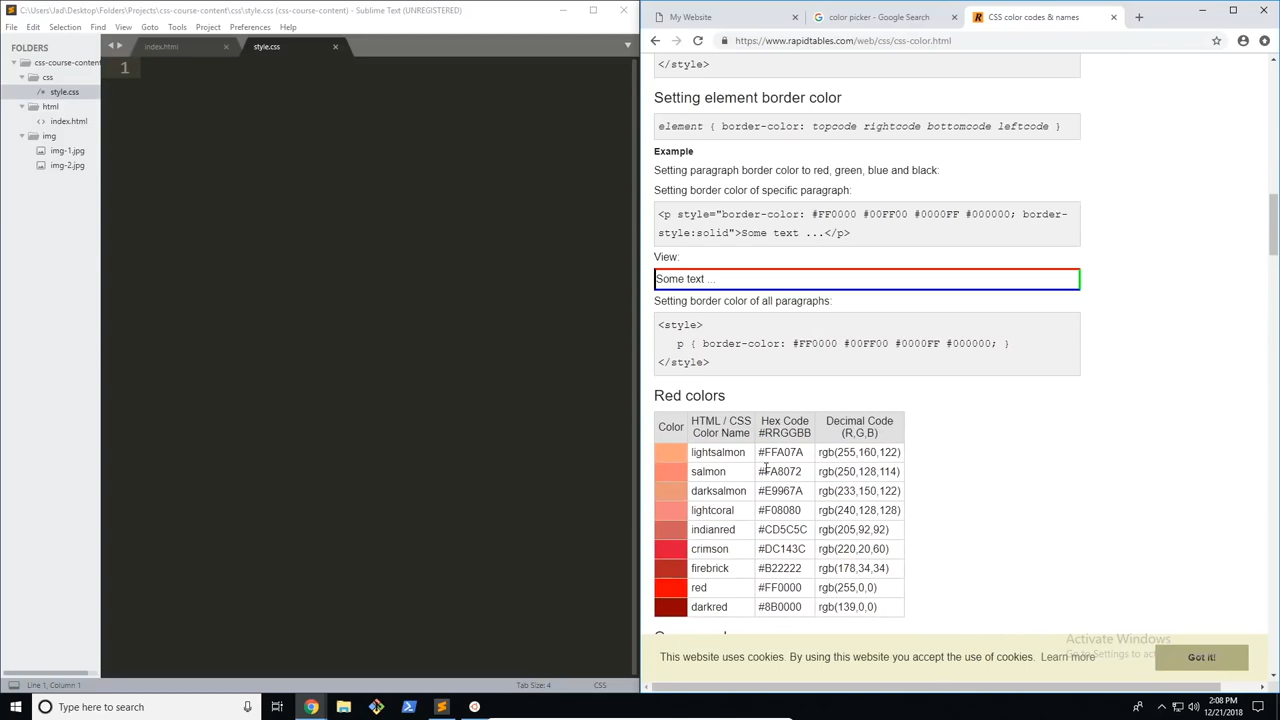 C:\Users\Jad\Desktop\Folders\Projects\css-course-content\css\style.css (css-course-content) - Sublime Text (UNREGISTERED)
File Edit Selection Find View Goto Tools Project Preferences Help
FOLDERS
css-course-content
css
style.css
html
index.html
img
img-1.jpg
img-2.jpg
index.html
style.css
1
Line 1, Column 1
Tab Size: 4
CSS
My Website
color picker - Google Search
CSS color codes & names
https://www.rapidtables.com/web/css/css-color.html
</style>
Setting element border color
element { border-color: topcode rightcode bottomcode leftcode }
Example
Setting paragraph border color to red, green, blue and black:
Setting border color of specific paragraph:
<p style="border-color: #FF0000 #00FF00 #0000FF #000000; border-
style:solid">Some text ...</p>
View:
Some text ...
Setting border color of all paragraphs:
<style>
p { border-color: #FF0000 #00FF00 #0000FF #000000; }
</style>
Red colors
Color HTML / CSS Color Name Hex Code #RRGGBB Decimal Code (R,G,B)
lightsalmon #FFA07A rgb(255,160,122)
salmon #FA8072 rgb(250,128,114)
darksalmon #E9967A rgb(233,150,122)
lightcoral #F08080 rgb(240,128,128)
indianred #CD5C5C rgb(205,92,92)
crimson #DC143C rgb(220,20,60)
firebrick #B22222 rgb(178,34,34)
red #FF0000 rgb(255,0,0)
darkred #8B0000 rgb(139,0,0)
Activate Windows
Go to Settings to
This website uses cookies. By using this website you accept the use of cookies. Learn more
Got it!
Type here to search
2:08 PM
12/21/2018